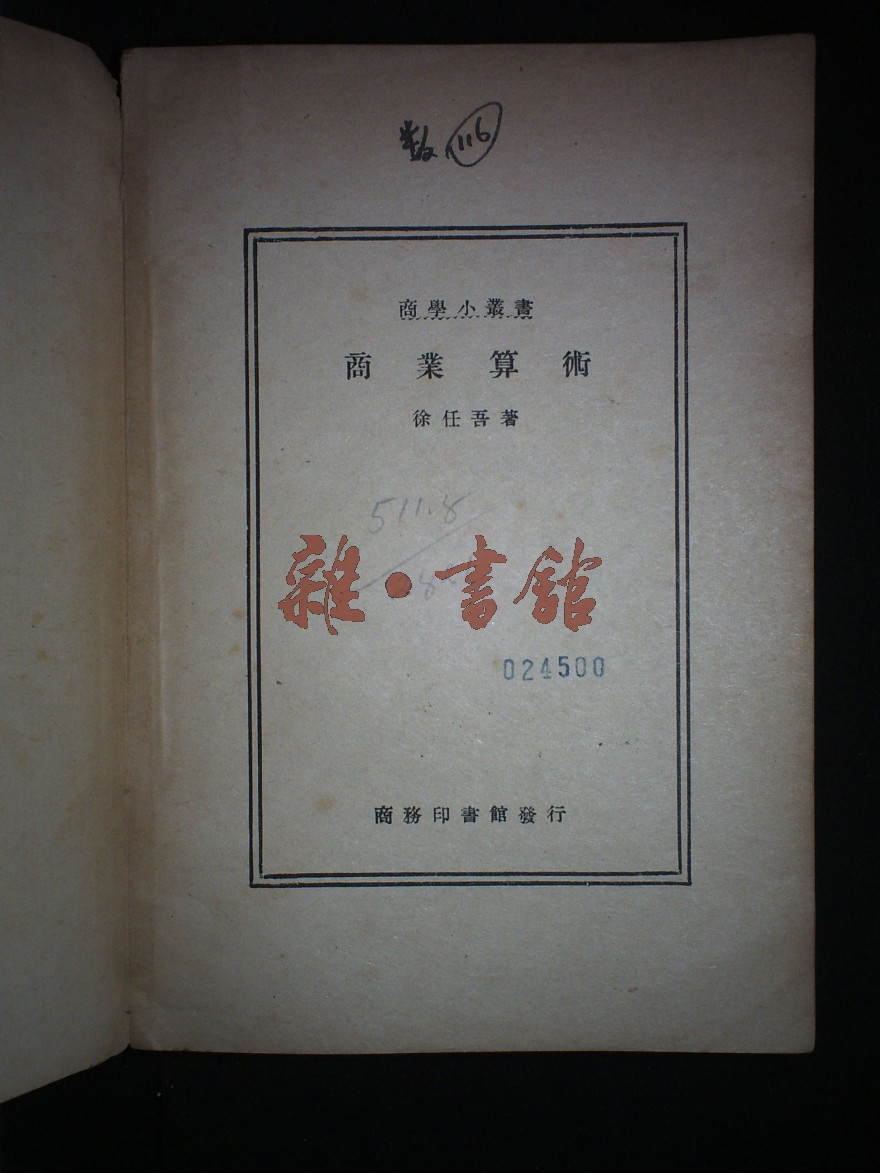 数 116
商學小叢書
商業算術
徐任吾著
511.8
雜·書館
024500
商務印書館發行